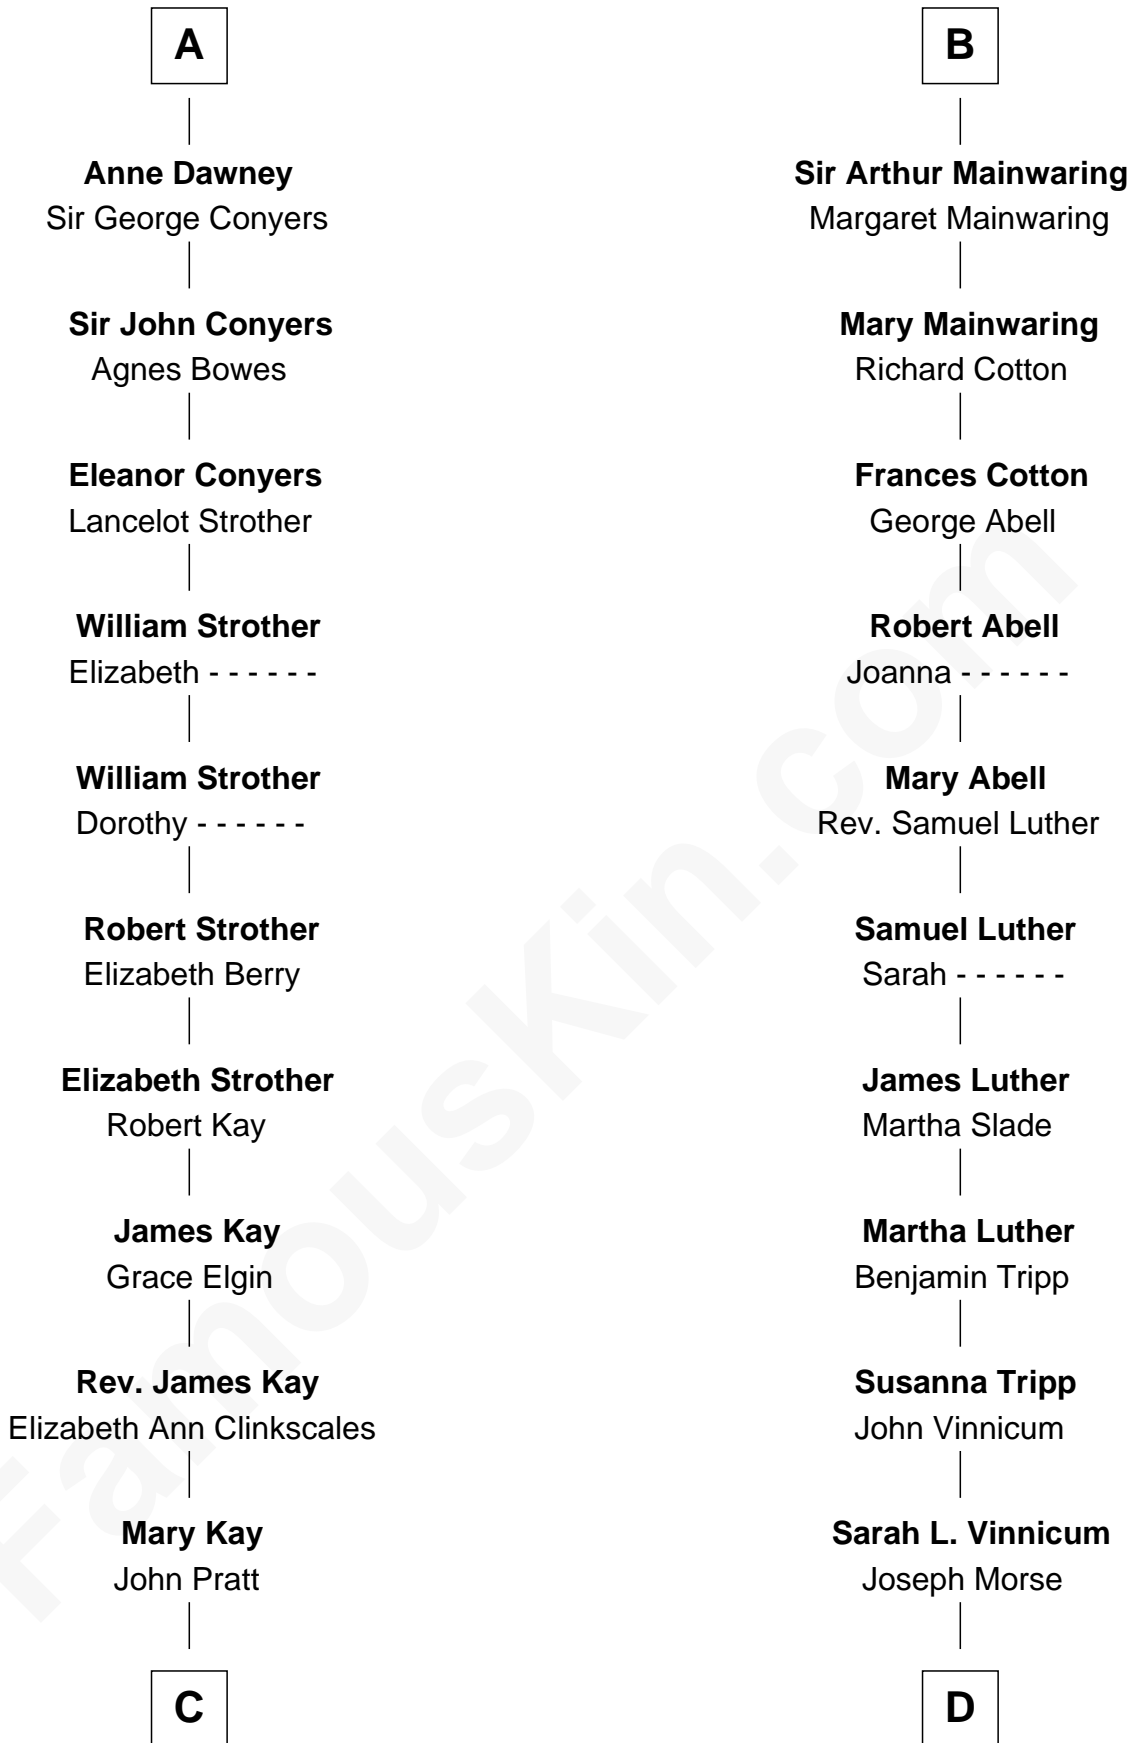 A
Anne Dawney
Sir George Conyers
Sir John Conyers
Agnes Bowes
Eleanor Conyers
Lancelot Strother
William Strother
Elizabeth - - - - - -
William Strother
Dorothy - - - - - -
Robert Strother
Elizabeth Berry
Elizabeth Strother
Robert Kay
James Kay
Grace Elgin
Rev. James Kay
Elizabeth Ann Clinkscales
Mary Kay
John Pratt
C
B
Sir Arthur Mainwaring
Margaret Mainwaring
Mary Mainwaring
Richard Cotton
Frances Cotton
George Abell
Robert Abell
Joanna - - - - - -
Mary Abell
Rev. Samuel Luther
Samuel Luther
Sarah - - - - - -
James Luther
Martha Slade
Martha Luther
Benjamin Tripp
Susanna Tripp
John Vinnicum
Sarah L. Vinnicum
Joseph Morse
D
FamousKin.com